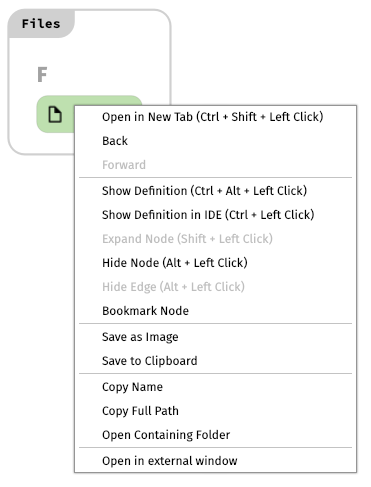 Files
F
Open in New Tab (Ctrl + Shift + Left Click)
Back
Forward
Show Definition (Ctrl + Alt + Left Click)
Show Definition in IDE (Ctrl + Left Click)
Expand Node (Shift + Left Click)
Hide Node (Alt + Left Click)
Hide Edge (Alt + Left Click)
Bookmark Node
Save as Image
Save to Clipboard
Copy Name
Copy Full Path
Open Containing Folder
Open in external window